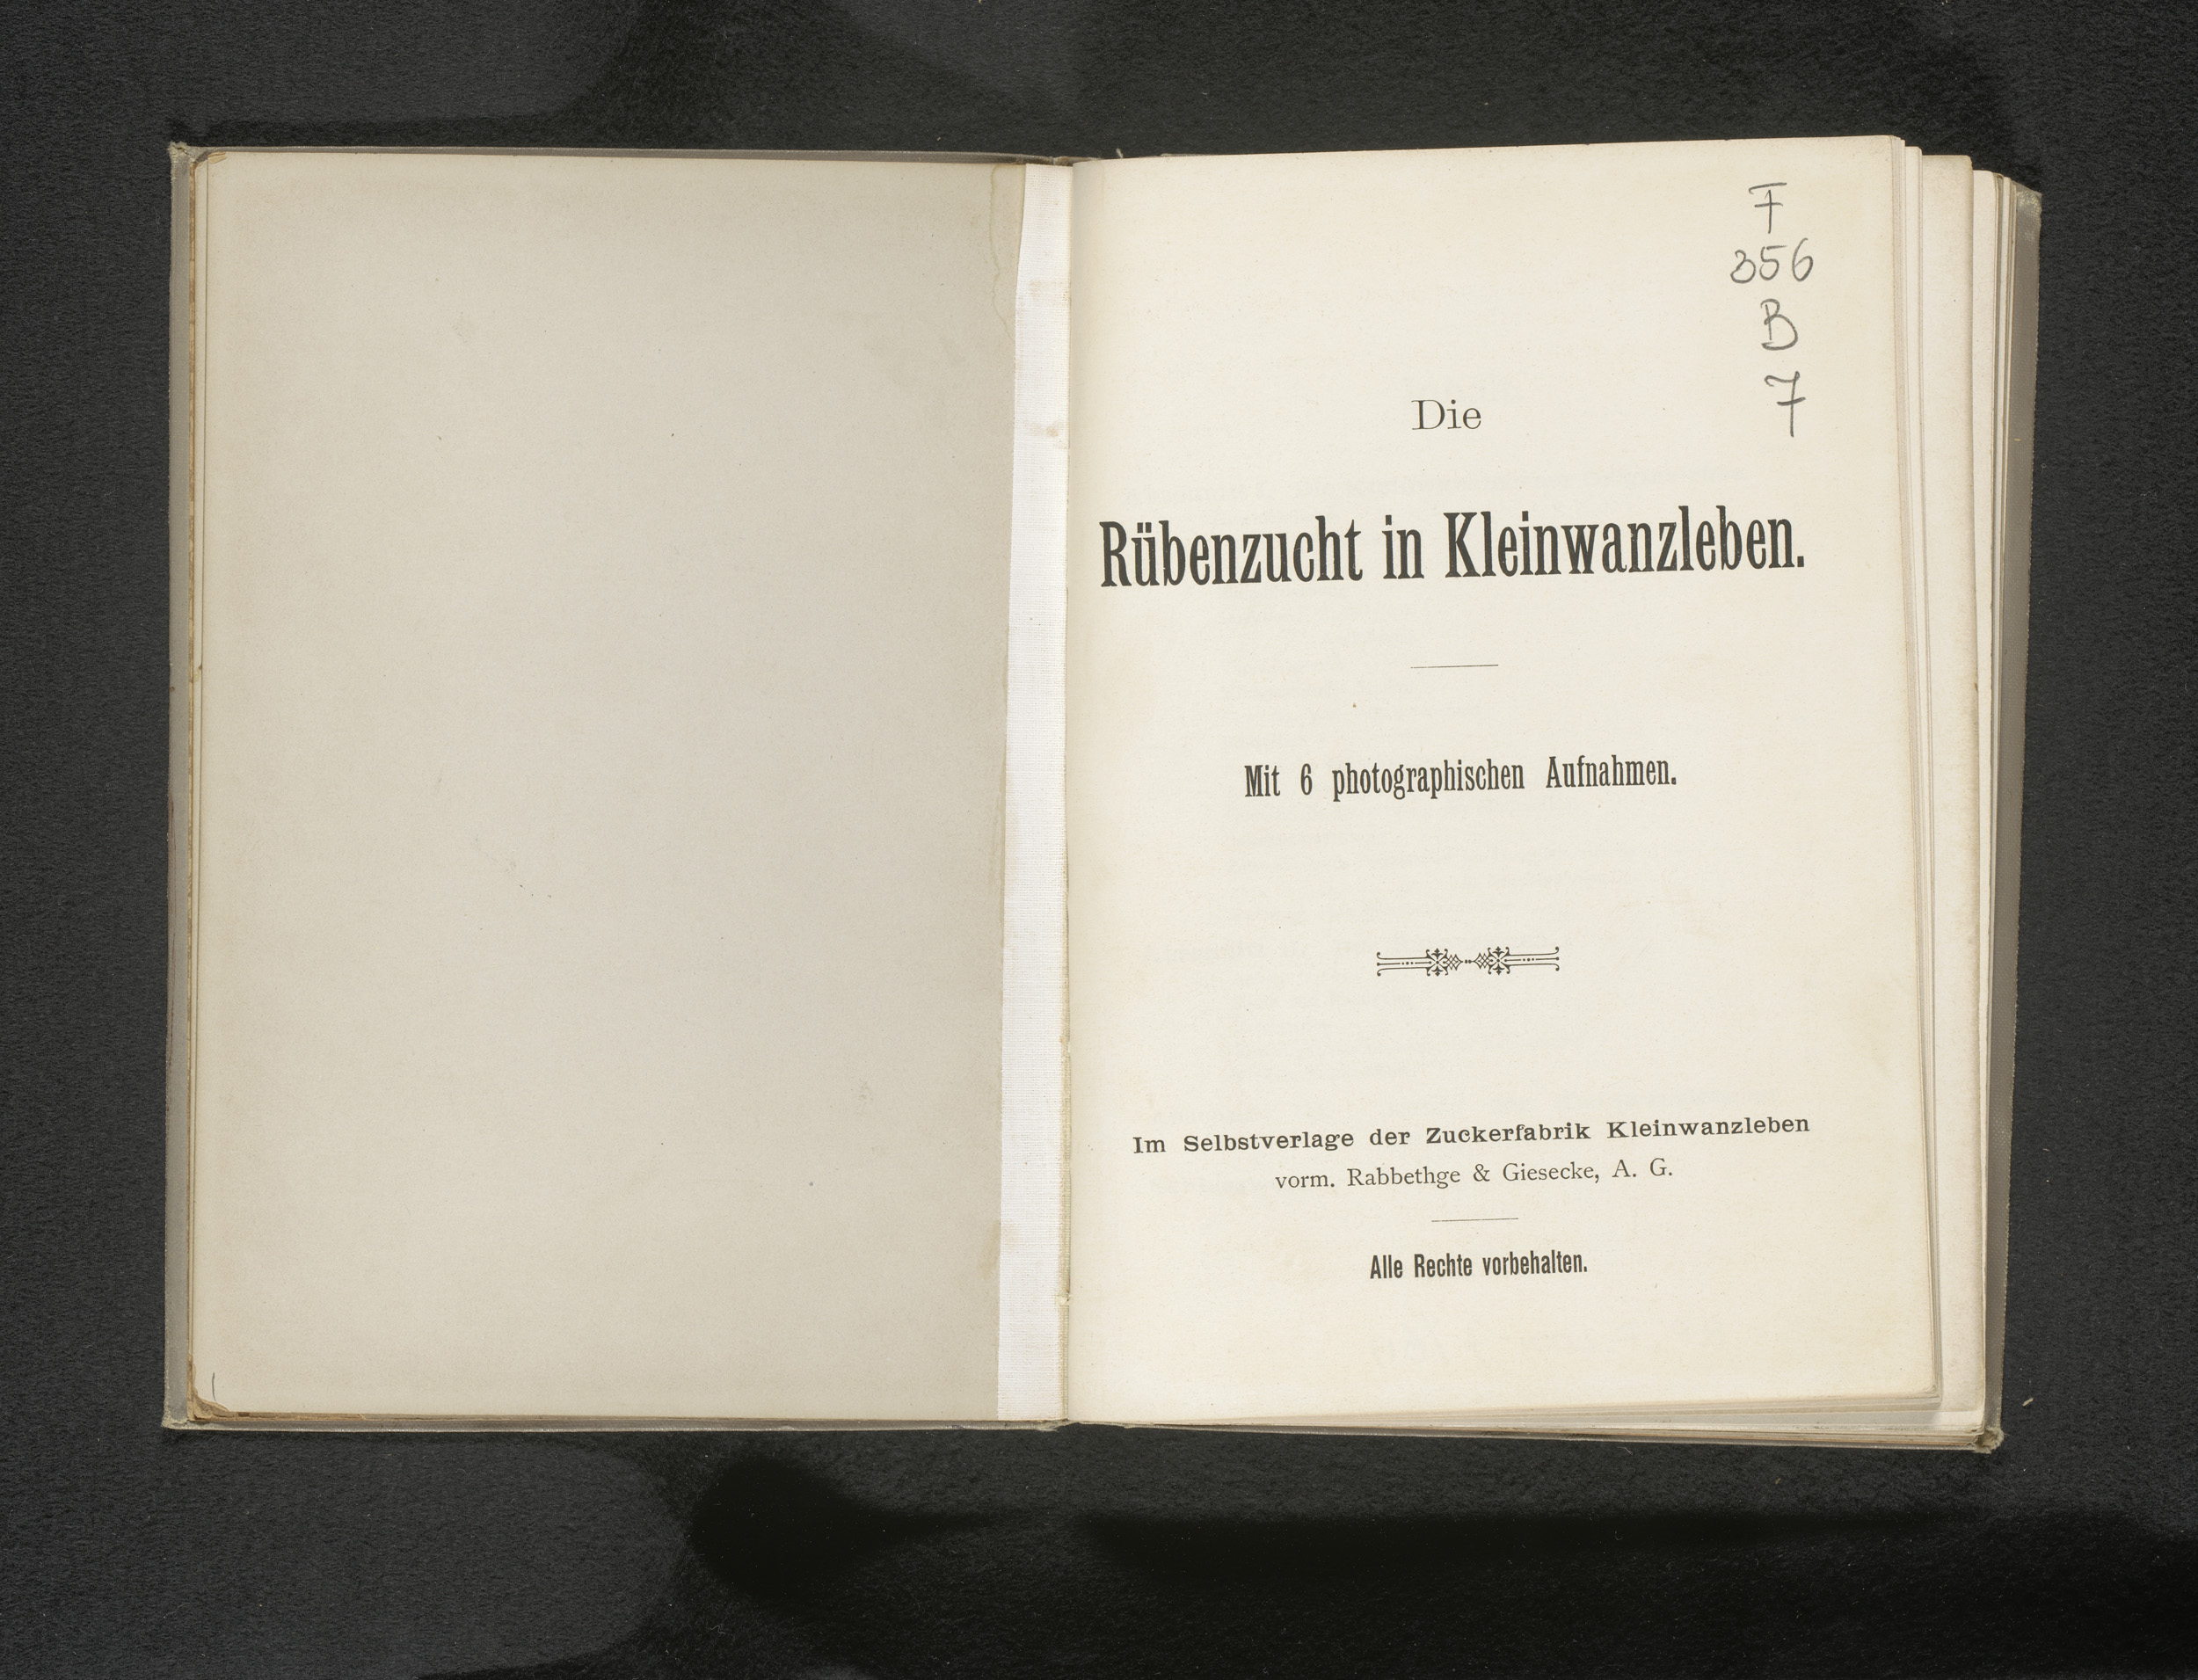 F
356
B
7
Die
Rübenzucht in Kleinwanzleben.
Mit 6 photographischen Aufnahmen.
Im Selbstverlage der Zuckerfabrik Kleinwanzleben
vorm. Rabbethge & Giesecke, A. G.
Alle Rechte vorbehalten.